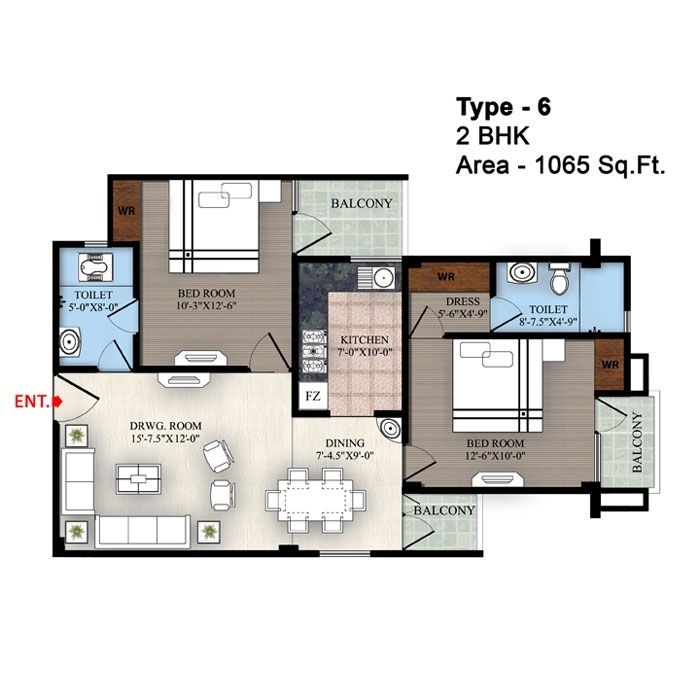 Type - 6
2 BHK
Area - 1065 Sq.Ft.
WR
BALCONY
BED ROOM
10'-3"X12'-6"
TOILET
5'-0"X8'-0"
WR
DRESS
5'-6"X4'-9"
TOILET
8'-7.5"X4'-9"
KITCHEN
7'-0"X10'-0"
FZ
WR
ENT.
DRWG. ROOM
15'-7.5"X12'-0"
DINING
7'-4.5"X9'-0"
BED ROOM
12'-6"X10'-0"
BALCONY
BALCONY